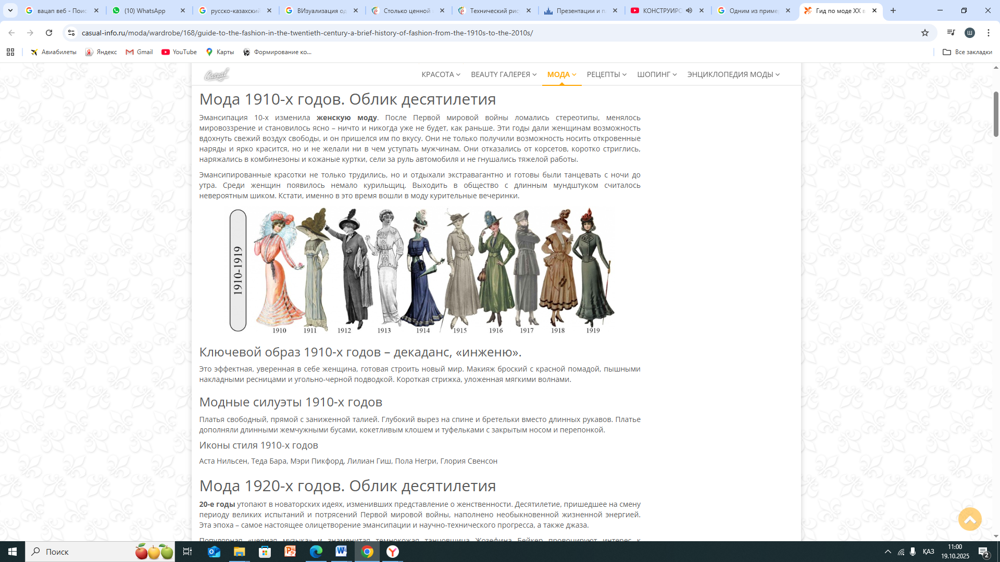 вацап веб - Поис
(10) WhatsApp
русско-казахский
ВИзуализация од
Столько ценной
Технический рис
Презентации и п
КОНСТРУИРО
Одним из приме
Гид по моде XX в
casual-info.ru/moda/wardrobe/168/guide-to-the-fashion-in-the-twentieth-century-a-brief-history-of-fashion-from-the-1910s-to-the-2010s/
Ш
Авиабилеты
Яндекс
Gmail
YouTube
Карты
Формирование ко...
Все закладки
Casual
КРАСОТА
BEAUTY ГАЛЕРЕЯ
МОДА
РЕЦЕПТЫ
ШОПИНГ
ЭНЦИКЛОПЕДИЯ МОДЫ
Мода 1910-х годов. Облик десятилетия
Эмансипация 10-х изменила женскую моду. После Первой мировой войны ломались стереотипы, менялось
мировоззрение и становилось ясно – ничто и никогда уже не будет, как раньше. Эти годы дали женщинам возможность
вдохнуть свежий воздух свободы, и он пришелся им по вкусу. Они не только получили возможность носить откровенные
наряды и ярко красится, но и не желали ни в чем уступать мужчинам. Они отказались от корсетов, коротко стриглись,
наряжались в комбинезоны и кожаные куртки, сели за руль автомобиля и не гнушались тяжелой работы.
Эмансипированные красотки не только трудились, но и отдыхали экстравагантно и готовы были танцевать с ночи до
утра. Среди женщин появилось немало курильщиц. Выходить в общество с длинным мундштуком считалось
невероятным шиком. Кстати, именно в это время вошли в моду курительные вечеринки.
1910-1919
1910 1911 1912 1913 1914 1915 1916 1917 1918 1919
Ключевой образ 1910-х годов – декаданс, «инженю».
Это эффектная, уверенная в себе женщина, готовая строить новый мир. Макияж броский с красной помадой, пышными
накладными ресницами и угольно-черной подводкой. Короткая стрижка, уложенная мягкими волнами.
Модные силуэты 1910-х годов
Платья свободный, прямой с заниженной талией. Глубокий вырез на спине и бретельки вместо длинных рукавов. Платье
дополняли длинными жемчужными бусами, кокетливым клошем и туфельками с закрытым носом и перепонкой.
Иконы стиля 1910-х годов
Аста Нильсен, Теда Бара, Мэри Пикфорд, Лилиан Гиш, Пола Негри, Глория Свенсон
Мода 1920-х годов. Облик десятилетия
20-е годы утопают в новаторских идеях, изменивших представление о женственности. Десятилетие, пришедшее на смену
периоду великих испытаний и потрясений Первой мировой войны, наполнено необыкновенной жизненной энергией.
Эта эпоха – самое настоящее олицетворение эмансипации и научно-технического прогресса, а также джаза.
Популярная «черная музыка» и знаменитая темнокожая танцовщица Жозефина Бейкер провоцируют интерес к
Поиск
ҚАЗ
11:00
19.10.2025
2